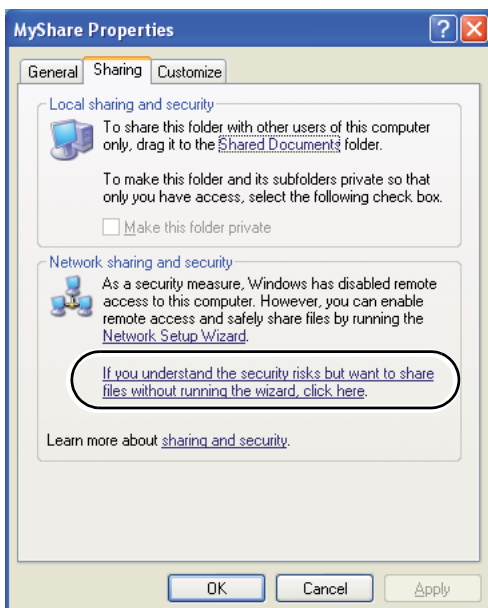 MyShare Properties
General Sharing Customize
Local sharing and security
To share this folder with other users of this computer
only, drag it to the Shared Documents folder.
To make this folder and its subfolders private so that
only you have access, select the following check box.
Make this folder private
Network sharing and security
As a security measure, Windows has disabled remote
access to this computer. However, you can enable
remote access and safely share files by running the
Network Setup Wizard.
If you understand the security risks but want to share
files without running the wizard, click here.
Learn more about sharing and security.
OK Cancel Apply